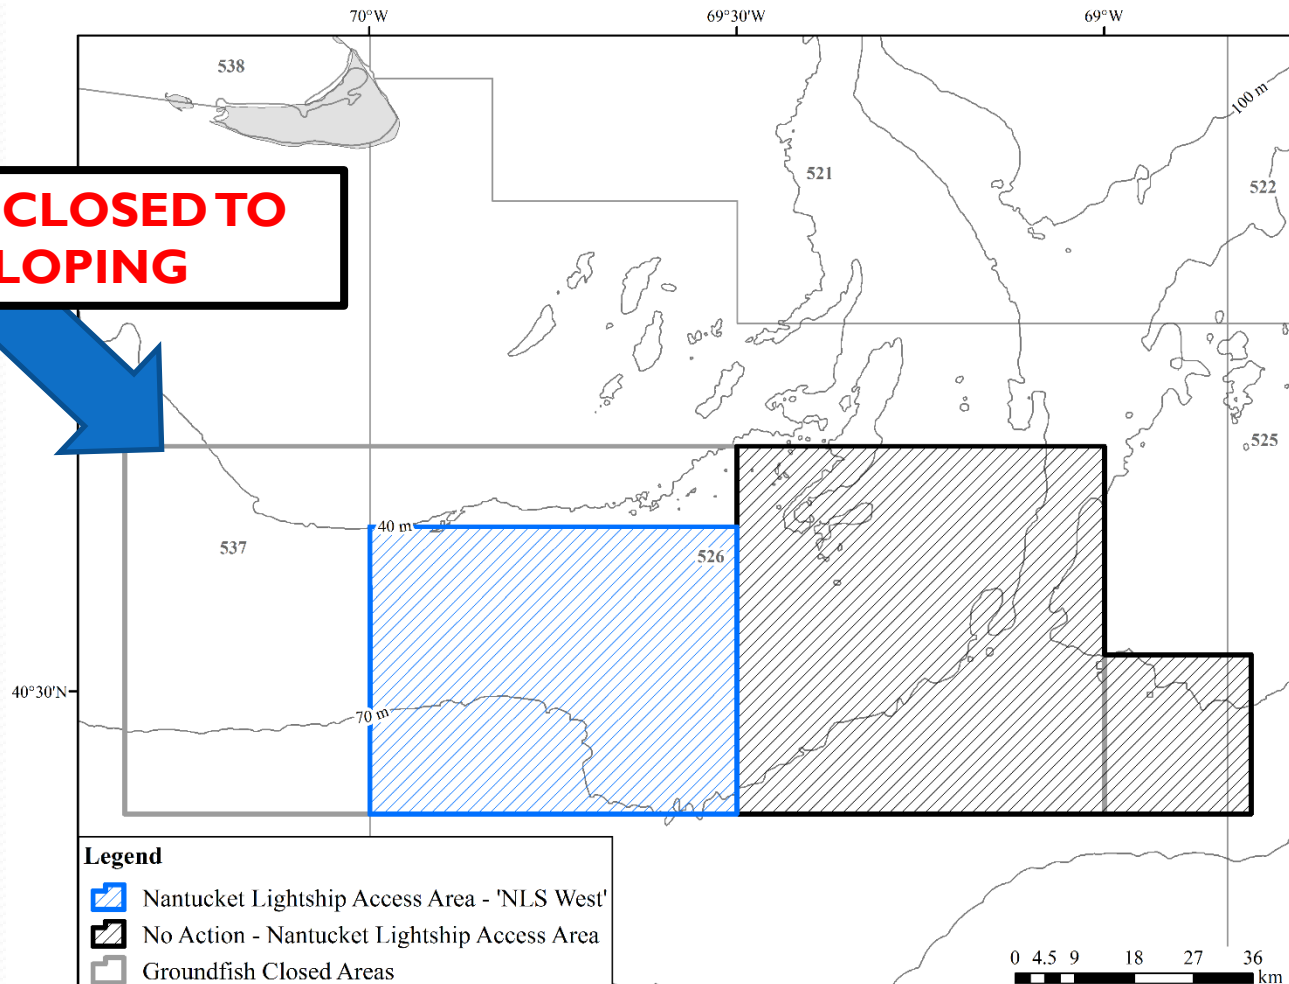 70°W 69°30'W 69°W
538
100 m
521
522
CLOSED TO
LOPING
525
40 m
537
526
40°30'N
70 m
Legend
Nantucket Lightship Access Area - 'NLS West'
No Action - Nantucket Lightship Access Area
Groundfish Closed Areas
0 4.5 9 18 27 36
km